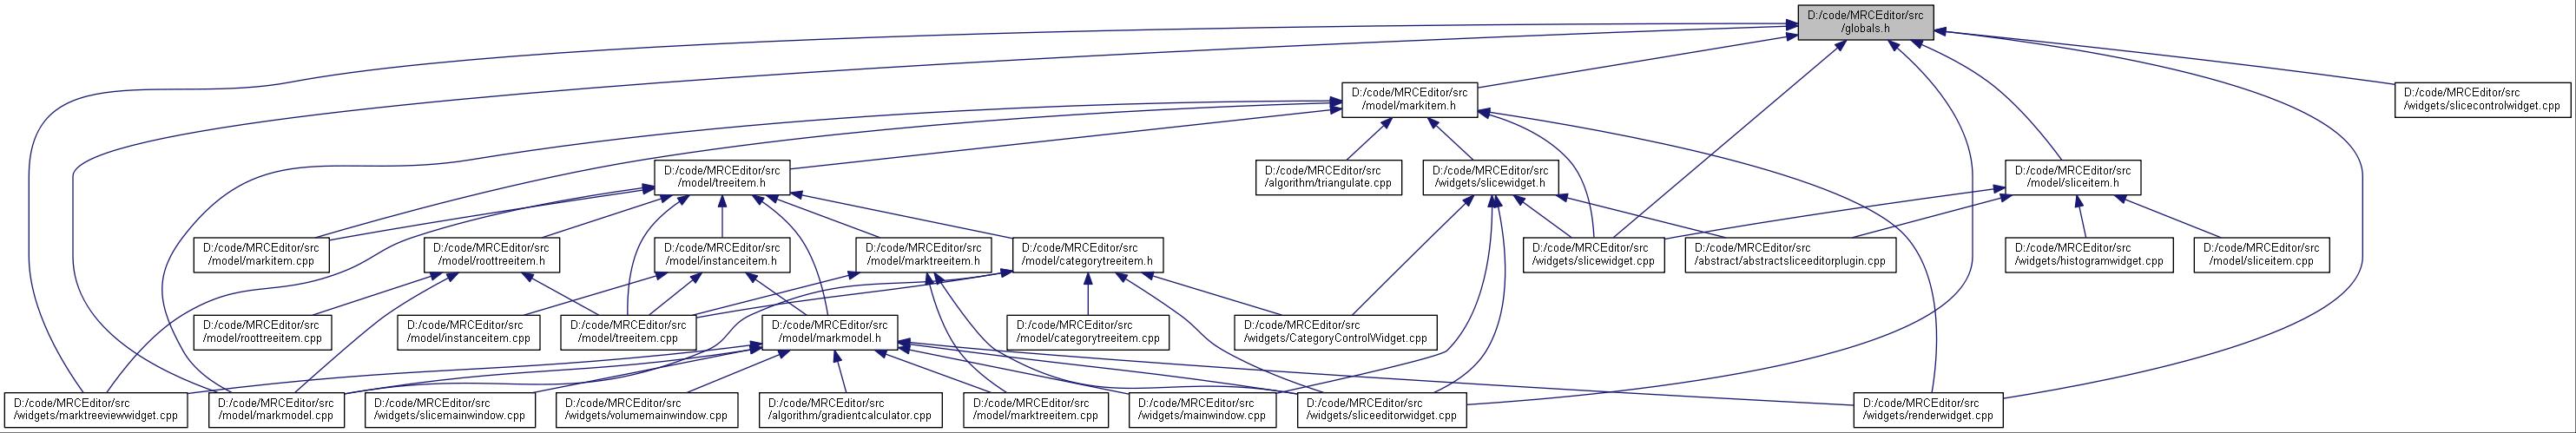 D:/code/MRCEditor/src
/globals.h
D:/code/MRCEditor/src
/model/markitem.h
D:/code/MRCEditor/src
/widgets/slicecontrolwidget.cpp
D:/code/MRCEditor/src
/model/treeitem.h
D:/code/MRCEditor/src
/algorithm/triangulate.cpp
D:/code/MRCEditor/src
/widgets/slicewidget.h
D:/code/MRCEditor/src
/model/sliceitem.h
D:/code/MRCEditor/src
/model/markitem.cpp
D:/code/MRCEditor/src
/model/roottreeitem.h
D:/code/MRCEditor/src
/model/instanceitem.h
D:/code/MRCEditor/src
/model/marktreeitem.h
D:/code/MRCEditor/src
/model/categorytreeitem.h
D:/code/MRCEditor/src
/widgets/slicewidget.cpp
D:/code/MRCEditor/src
/abstract/abstractsliceeditorplugin.cpp
D:/code/MRCEditor/src
/widgets/histogramwidget.cpp
D:/code/MRCEditor/src
/model/sliceitem.cpp
D:/code/MRCEditor/src
/model/roottreeitem.cpp
D:/code/MRCEditor/src
/model/instanceitem.cpp
D:/code/MRCEditor/src
/model/treeitem.cpp
D:/code/MRCEditor/src
/model/markmodel.h
D:/code/MRCEditor/src
/model/categorytreeitem.cpp
D:/code/MRCEditor/src
/widgets/CategoryControlWidget.cpp
D:/code/MRCEditor/src
/widgets/marktreeviewwidget.cpp
D:/code/MRCEditor/src
/model/markmodel.cpp
D:/code/MRCEditor/src
/widgets/slicemainwindow.cpp
D:/code/MRCEditor/src
/widgets/volumemainwindow.cpp
D:/code/MRCEditor/src
/algorithm/gradientcalculator.cpp
D:/code/MRCEditor/src
/model/marktreeitem.cpp
D:/code/MRCEditor/src
/widgets/mainwindow.cpp
D:/code/MRCEditor/src
/widgets/sliceeditorwidget.cpp
D:/code/MRCEditor/src
/widgets/renderwidget.cpp